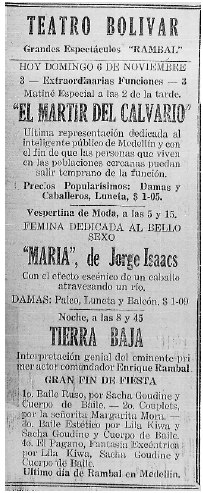 TEATRO BOLIVAR
Grandes Espectáculos "RAMBAL"
HOY DOMINGO 6 DE NOVIEMBRE
3 — Extraordinarias Funciones — 3
Matiné Especial a las 2 de la tarde.
"EL MARTIR DEL CALVARIO"
Ultima representación dedicada al
inteligente público de Medellín y con
el fin de que las personas que viven
en las poblaciones cercanas puedan
salir temprano de la función.
Precios Popularísimos: Damas y
Caballeros, Luneta, $ 1-05.
Vespertina de Moda, a las 5 y 15.
FEMINA DEDICADA AL BELLO
SEXO
"MARIA", de Jorge Isaacs
Con el efecto escénico de un caballo
atravesando un río.
DAMAS: Palco, Luneta y Balcón, $ 1-00
Noche, a las 8 y 45
TIERRA BAJA
Interpretación genial del eminente pri-
mer actor comendador Enrique Rambal.
GRAN FIN DE FIESTA
1o. Baile Ruso, por Sacha Goudine y
Cuerpo de Baile. — 2o. Couplets,
por la señorita Margarita Mora. —
3o. Baile Estético por Lila Kiwa y
Sacha Goudine y Cuerpo de Baile.
4o. El Pagano, Fantasía Excéntrica
por Lila Kiwa, Sacha Goudine y
Cuerpo de Baile.
Ultimo día de Rambal en Medellín.